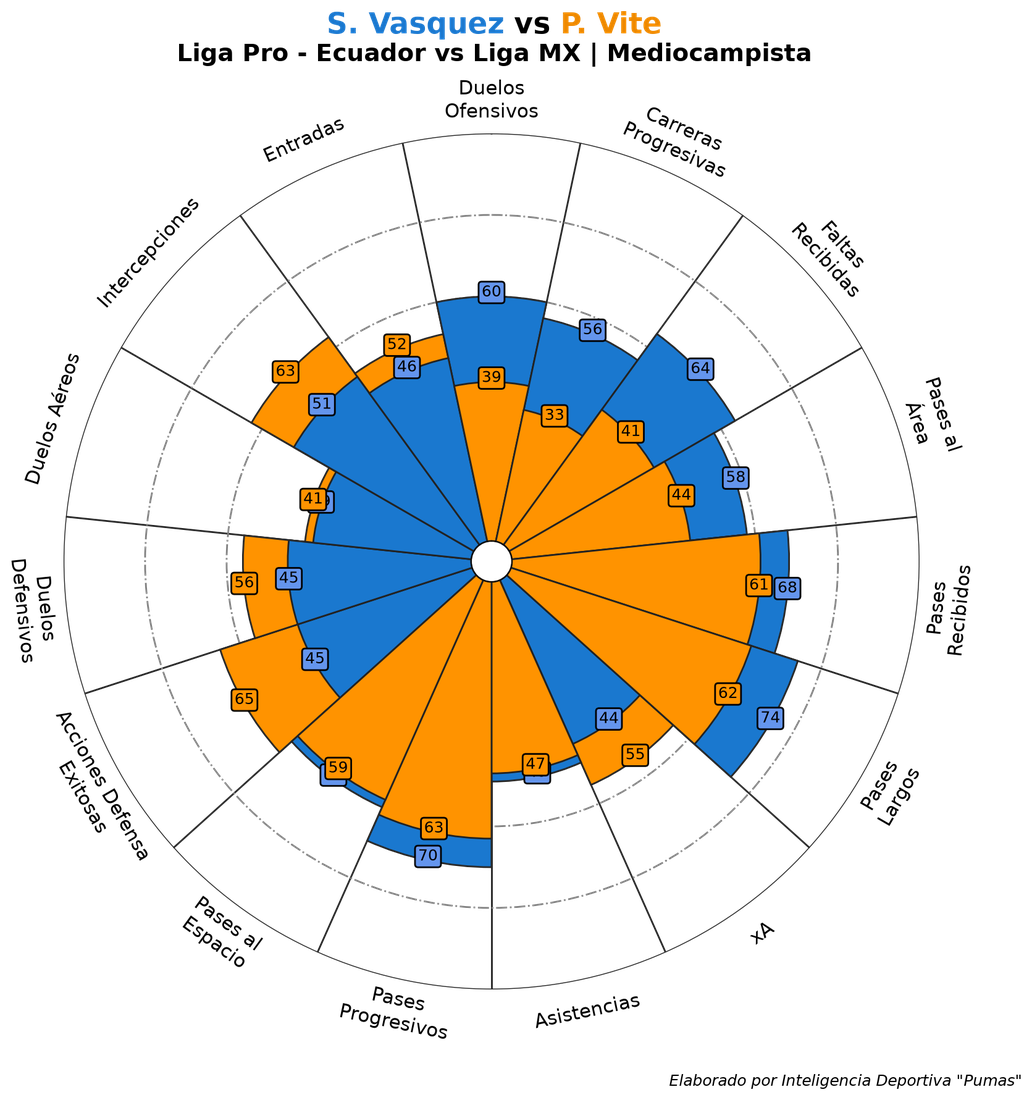 S. Vasquez vs P. Vite
Liga Pro - Ecuador vs Liga MX | Mediocampista
Duelos
Ofensivos
60
39
Carreras
Progresivas
56
33
Faltas
Recibidas
64
41
Pases al
Área
58
44
Pases
Recibidos
61
68
Pases
Largos
62
74
xA
44
55
Asistencias
47
Pases
Progresivos
63
70
Pases al
Espacio
59
Acciones Defensa
Exitosas
45
65
Duelos
Defensivos
56
45
Duelos Aéreos
41
Intercepciones
63
51
Entradas
52
46
Elaborado por Inteligencia Deportiva "Pumas"